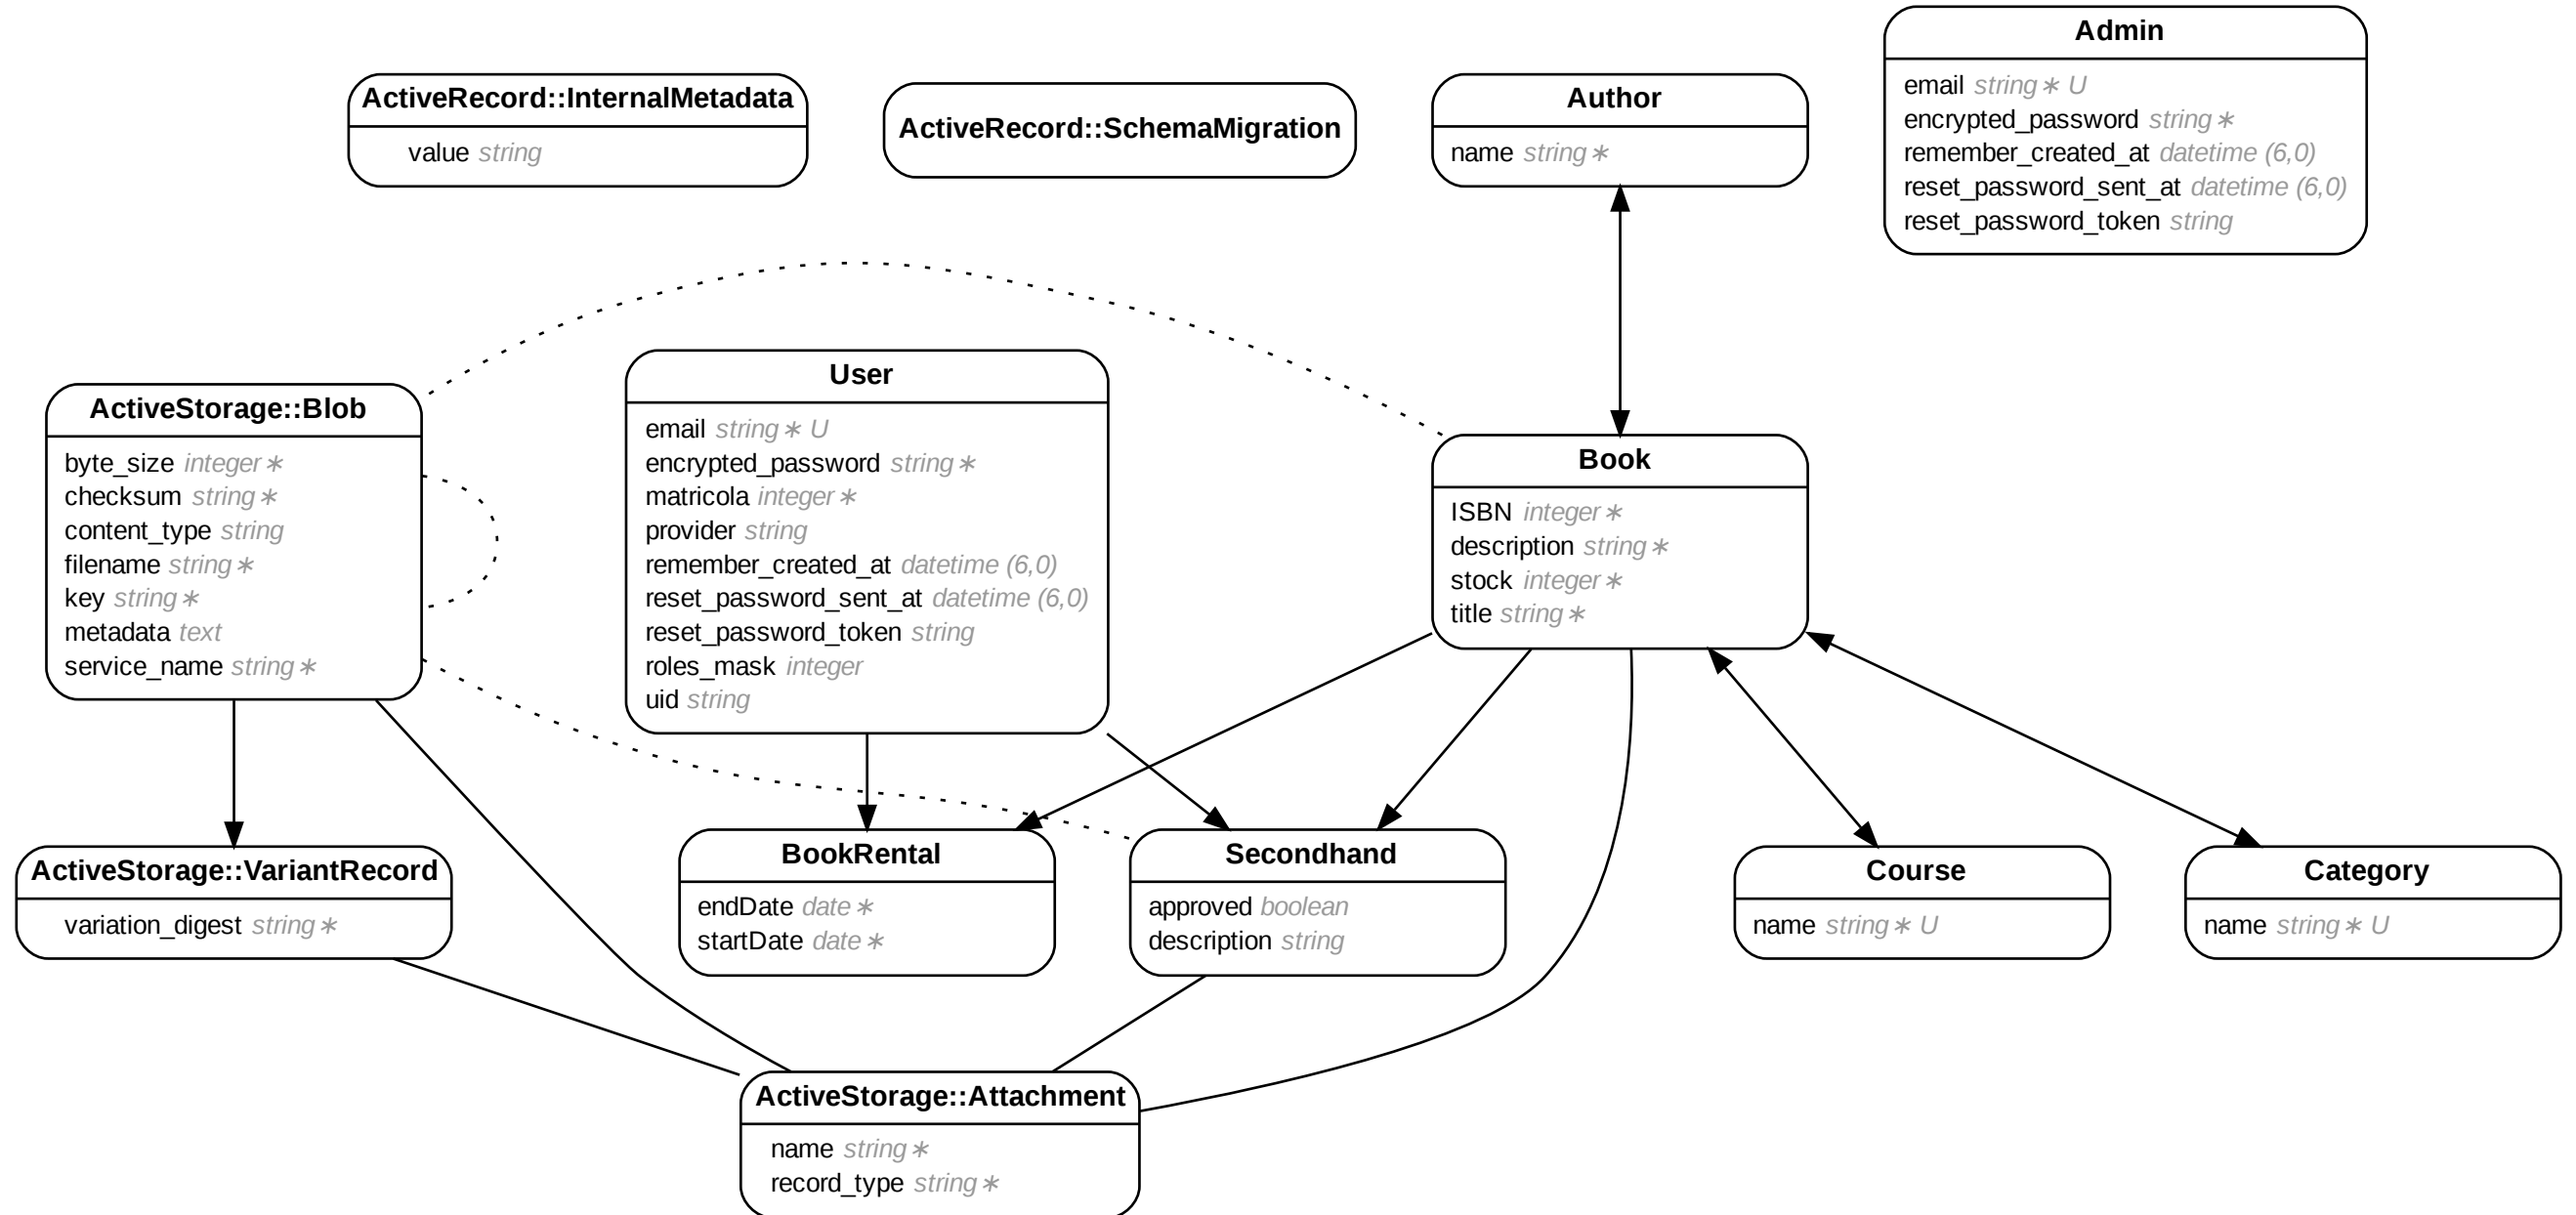 Admin
email string∗ U
encrypted_password string∗
remember_created_at datetime (6,0)
reset_password_sent_at datetime (6,0)
reset_password_token string
ActiveRecord::InternalMetadata
value string
ActiveRecord::SchemaMigration
Author
name string∗
ActiveStorage::Blob
byte_size integer∗
checksum string∗
content_type string
filename string∗
key string∗
metadata text
service_name string∗
User
email string∗ U
encrypted_password string∗
matricola integer∗
provider string
remember_created_at datetime (6,0)
reset_password_sent_at datetime (6,0)
reset_password_token string
roles_mask integer
uid string
Book
ISBN integer∗
description string∗
stock integer∗
title string∗
ActiveStorage::VariantRecord
variation_digest string∗
BookRental
endDate date∗
startDate date∗
Secondhand
approved boolean
description string
Course
name string∗ U
Category
name string∗ U
ActiveStorage::Attachment
name string∗
record_type string∗